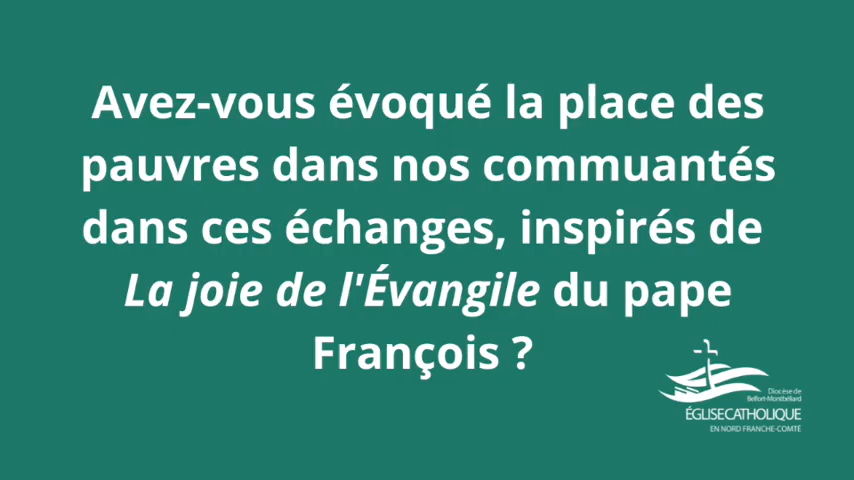 Avez-vous évoqué la place des
pauvres dans nos commuantés
dans ces échanges, inspirés de
La joie de l'Évangile du pape
François ?
Diocèse de
Belfort-Montbéliard
ÉGLISECATHOLIQUE
EN NORD FRANCHE-COMTÉ